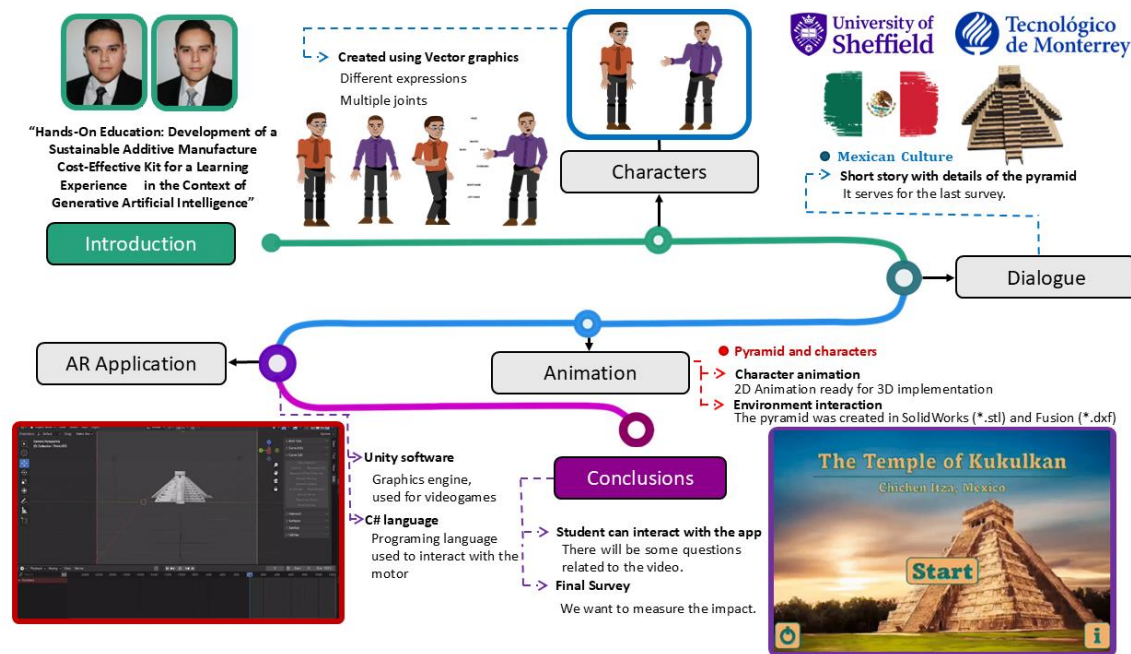 University of
Sheffield
Tecnológico
de Monterrey
Created using Vector graphics
Different expressions
Multiple joints
"Hands-On Education: Development of a
Sustainable Additive Manufacture
Cost-Effective Kit for a Learning
Experience in the Context of
Generative Artificial Intelligence"
Introduction
Characters
Mexican Culture
Short story with details of the pyramid
It serves for the last survey.
Dialogue
AR Application
Animation
Pyramid and characters
Character animation
2D Animation ready for 3D implementation
Environment interaction
The pyramid was created in SolidWorks (*.stl) and Fusion (*.dxf)
Unity software
Graphics engine,
used for videogames
C# language
Programing language
used to interact with the
motor
Conclusions
Student can interact with the app
There will be some questions
related to the video.
Final Survey
We want to measure the impact.
The Temple of Kukulkan
Chichen Itza, Mexico
Start
i